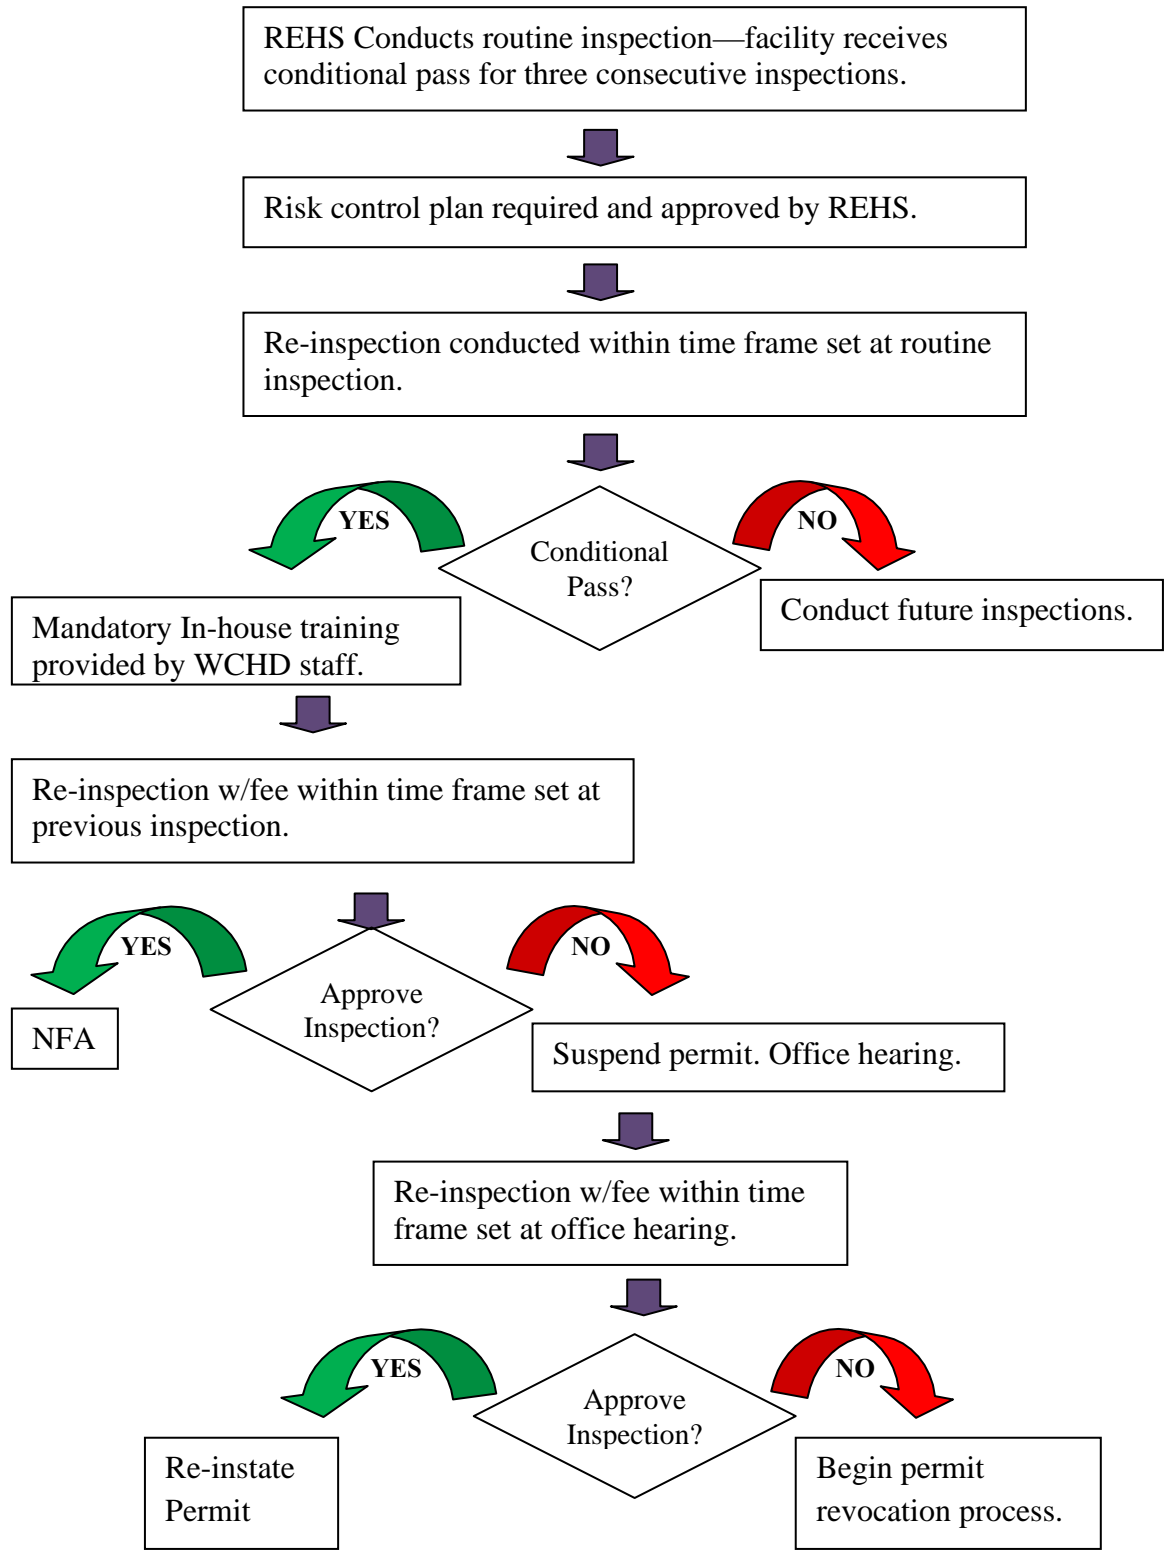 REHS Conducts routine inspection—facility receives
conditional pass for three consecutive inspections.
Risk control plan required and approved by REHS.
Re-inspection conducted within time frame set at routine
inspection.
YES
NO
Conditional
Pass?
Conduct future inspections.
Mandatory In-house training
provided by WCHD staff.
Re-inspection w/fee within time frame set at
previous inspection.
YES
NO
Approve
Inspection?
NFA
Suspend permit. Office hearing.
Re-inspection w/fee within time
frame set at office hearing.
YES
NO
Approve
Inspection?
Re-instate
Permit
Begin permit
revocation process.